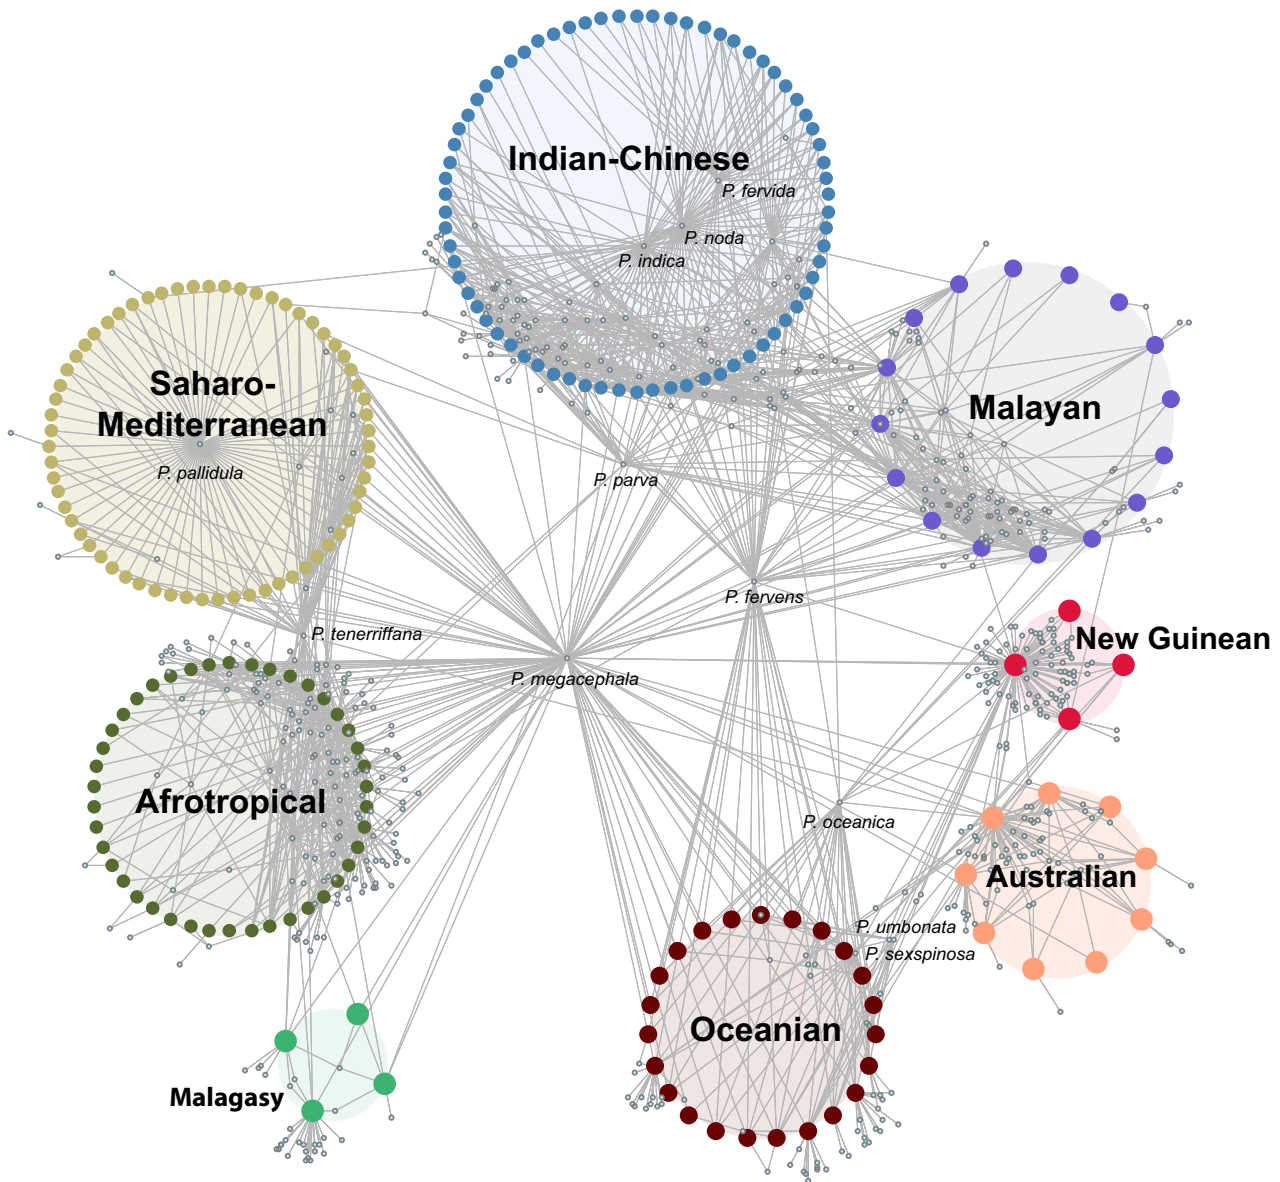 Indian-Chinese
P. fervida
P. noda
P. indica
Saharo-
Mediterranean
P. pallidula
Malayan
P. parva
P. fervens
P. tenerriffana
New Guinean
P. megacephala
Afrotropical
P. oceanica
Australian
P. umbonata
P. sexspinosa
Oceanian
Malagasy